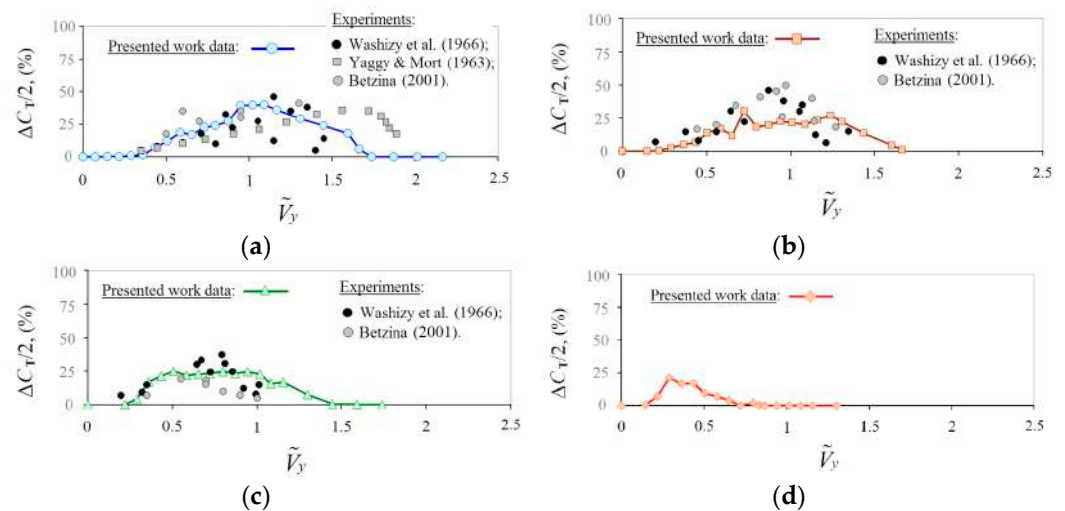 Experiments:
Presented work data:
Washizy et al. (1966);
Yaggy & Mort (1963);
Betzina (2001).
ΔC_T/2, (%)
100
75
50
25
0
0 0.5 1 1.5 2 2.5
Ṽy
(a)
Presented work data:
Experiments:
Washizy et al. (1966);
Betzina (2001).
ΔC_T/2, (%)
100
75
50
25
0
0 0.5 1 1.5 2 2.5
Ṽy
(b)
Presented work data:
Experiments:
Washizy et al. (1966);
Betzina (2001).
ΔC_T/2, (%)
100
75
50
25
0
0 0.5 1 1.5 2 2.5
Ṽy
(c)
Presented work data:
ΔC_T/2, (%)
100
75
50
25
0
0 0.5 1 1.5 2 2.5
Ṽy
(d)